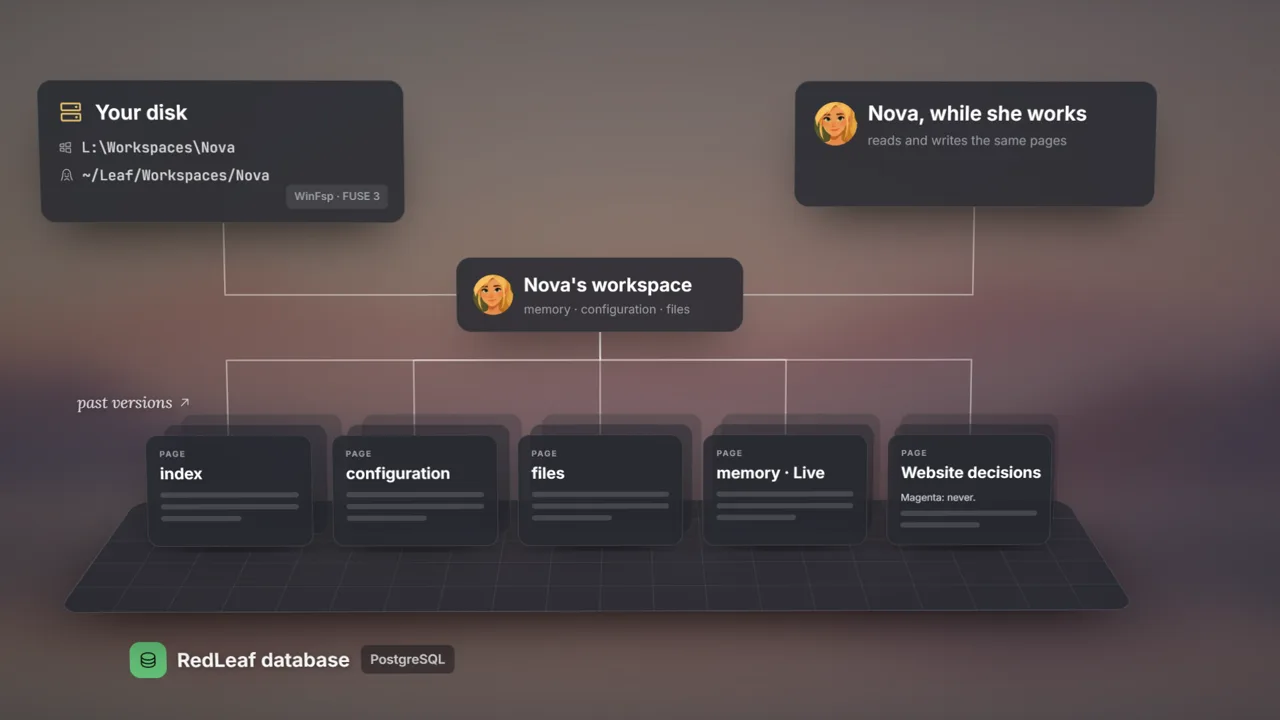 Your disk
L:\Workspaces\Nova
~/Leaf/Workspaces/Nova
WinFsp · FUSE 3
Nova, while she works
reads and writes the same pages
Nova's workspace
memory · configuration · files
past versions ↗
PAGE
index
PAGE
configuration
PAGE
files
PAGE
memory · Live
PAGE
Website decisions
Magenta: never.
RedLeaf database
PostgreSQL